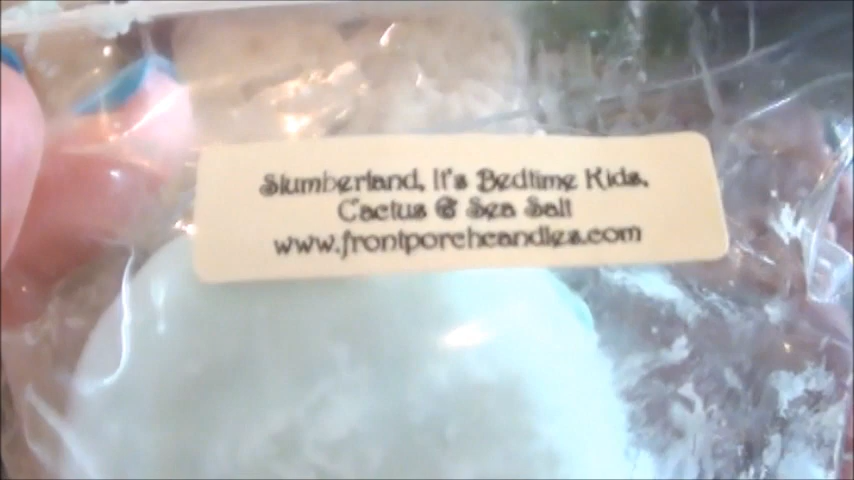 Slumberland, It's Bedtime Kids,
Cactus & Sea Salt
www.frontporchcandles.com